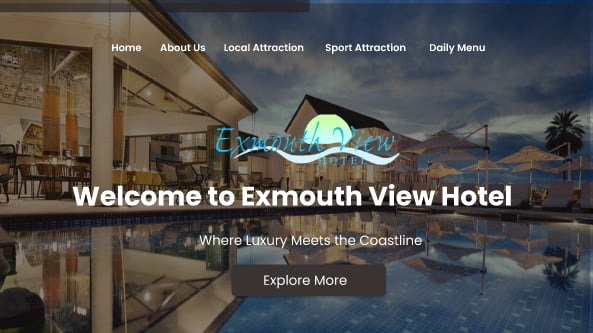 Home About Us Local Attraction Sport Attraction Daily Menu
Exmouth View
HOTEL
Welcome to Exmouth View Hotel
Where Luxury Meets the Coastline
Explore More